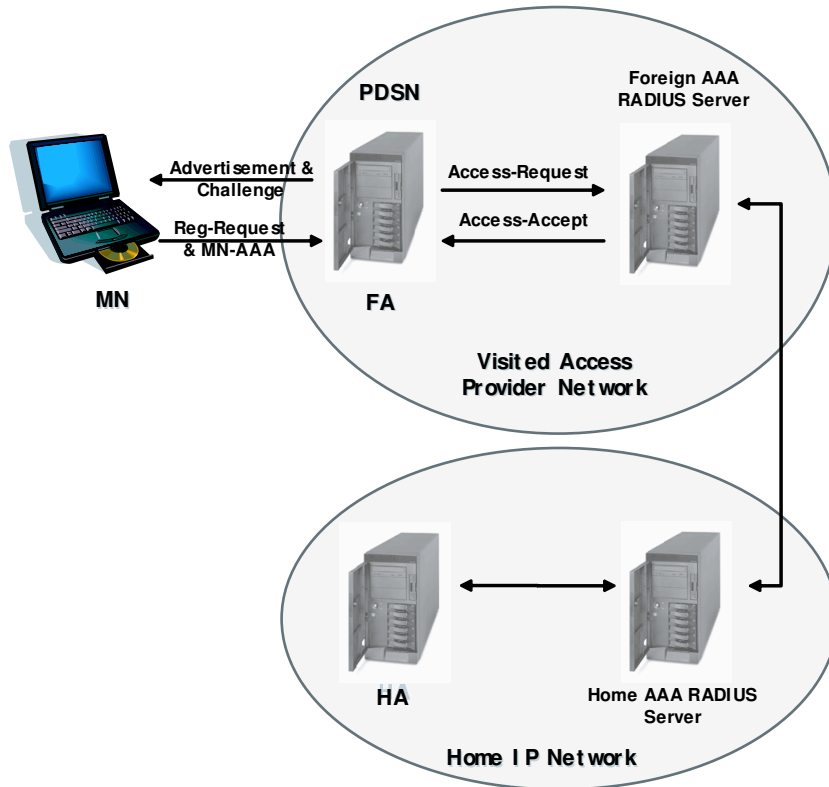 PDSN
Foreign AAA
RADIUS Server
Advertisement &
Challenge
Access-Request
Reg-Request
& MN-AAA
Access-Accept
MN
FA
Visited Access
Provider Network
HA
Home AAA RADIUS
Server
Home IP Network